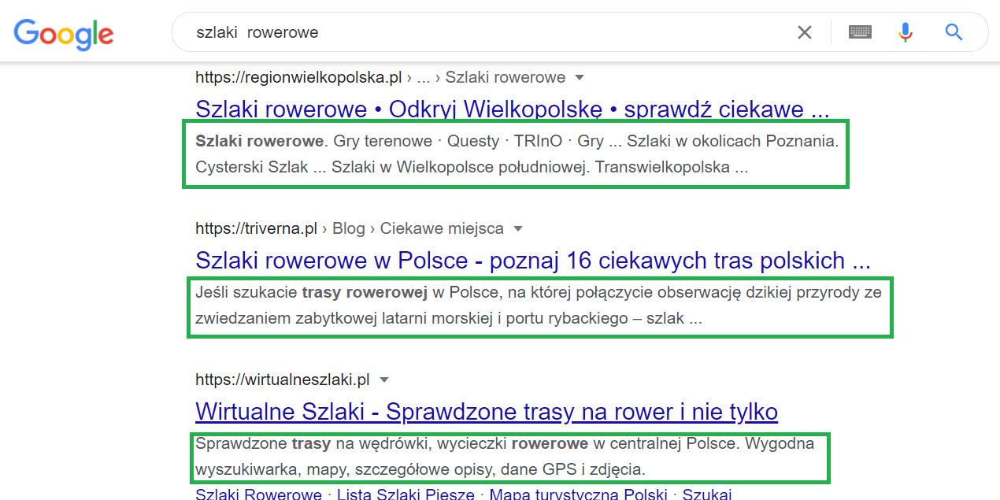 Google
szlaki  rowerowe
https://regionwielkopolska.pl › ... › Szlaki rowerowe
Szlaki rowerowe • Odkryj Wielkopolskę • sprawdź ciekawe ...
Szlaki rowerowe. Gry terenowe · Questy · TRInO · Gry ... Szlaki w okolicach Poznania.
Cysterski Szlak ... Szlaki w Wielkopolsce południowej. Transwielkopolska ...
https://triverna.pl › Blog › Ciekawe miejsca
Szlaki rowerowe w Polsce - poznaj 16 ciekawych tras polskich ...
Jeśli szukacie trasy rowerowej w Polsce, na której połączycie obserwację dzikiej przyrody ze
zwiedzaniem zabytkowej latarni morskiej i portu rybackiego – szlak ...
https://wirtualneszlaki.pl
Wirtualne Szlaki - Sprawdzone trasy na rower i nie tylko
Sprawdzone trasy na wędrówki, wycieczki rowerowe w centralnej Polsce. Wygodna
wyszukiwarka, mapy, szczegółowe opisy, dane GPS i zdjęcia.
Szlaki Rowerowe · Lista Szlaki Piesze · Mapa turystyczna Polski · Szukaj